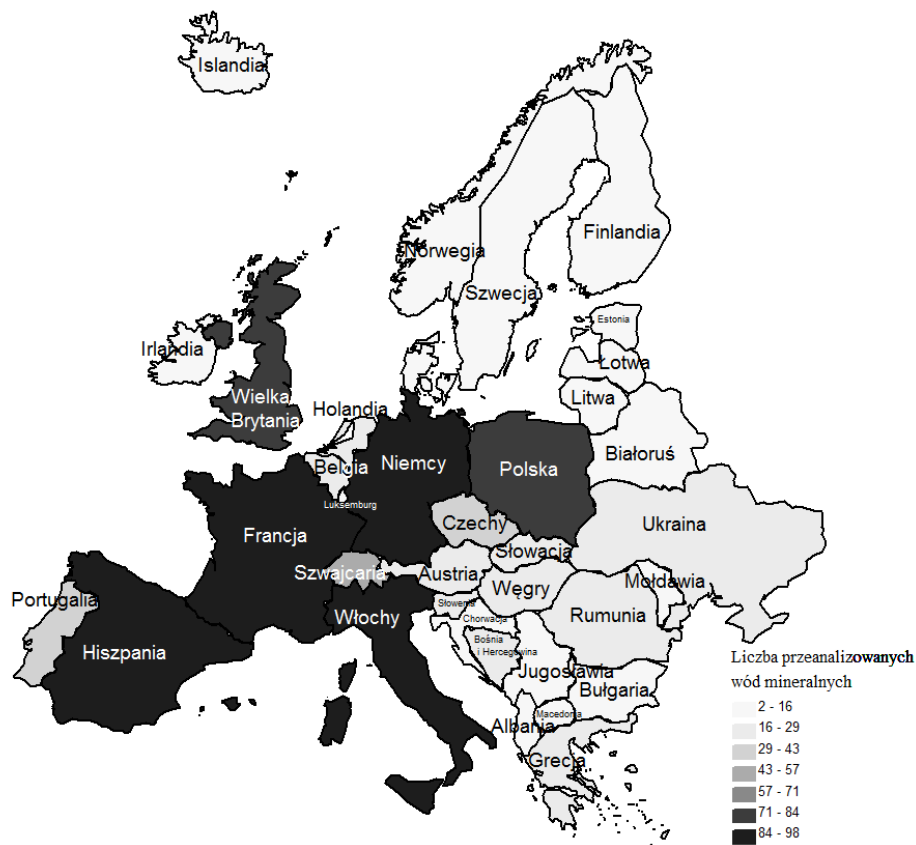 Islandia
Norwegia
Finlandia
Szwecja
Estonia
Irlandia
Łotwa
Wielka
Brytania
Litwa
Holandia
Białoruś
Belgia
Niemcy
Polska
Luksemburg
Francja
Czechy
Ukraina
Słowacja
Szwajcaria
Austria
Węgry
Mołdawia
Portugalia
Włochy
Słowenia
Chorwacja
Rumunia
Hiszpania
Bośnia
i Hercegowina
Jugosławia
Bułgaria
Macedonia
Albania
Grecja
Liczba przeanalizowanych
wód mineralnych
2 - 16
16 - 29
29 - 43
43 - 57
57 - 71
71 - 84
84 - 98